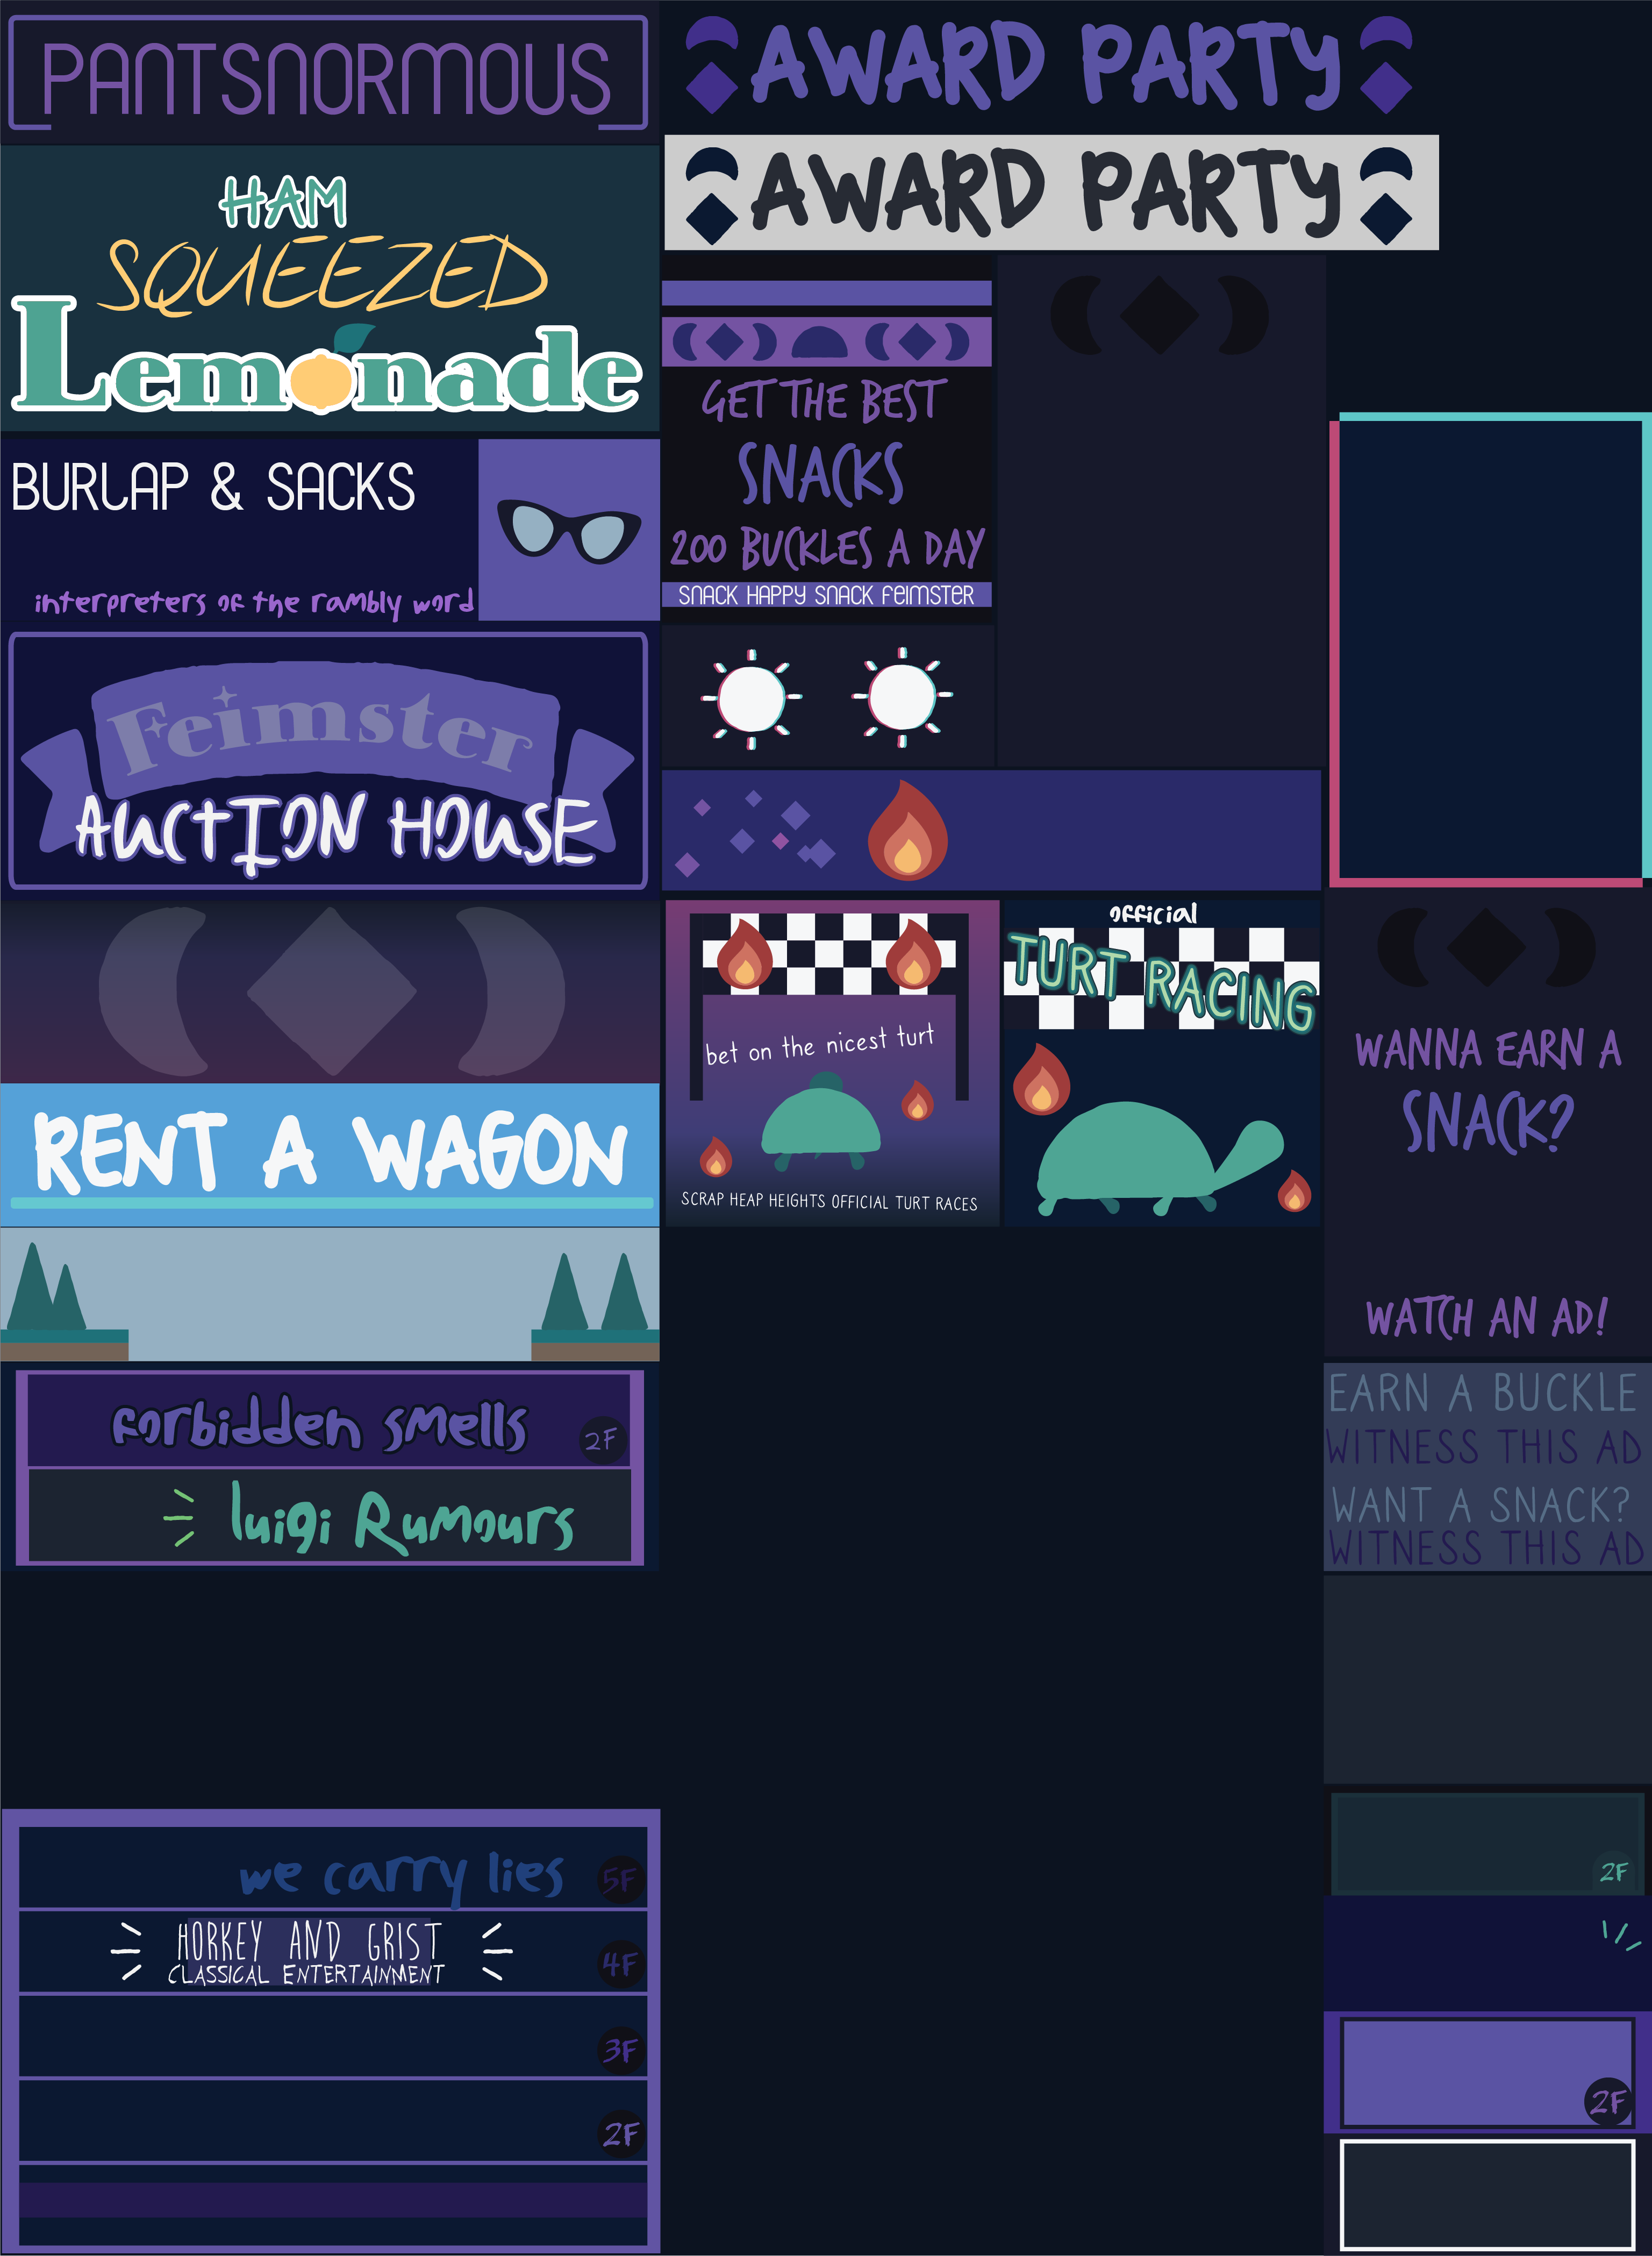 PANTSNORMOUS
HAM
SQUEEZED
Lemonade
BURLAP & SACKS
interpreters of the rambly word
Feimster
AUCTION HOUSE
RENT A WAGON
forbidden smells
2F
luigi Rumours
we carry lies
5F
HORKEY AND GRIST
CLASSICAL ENTERTAINMENT
4F
3F
2F
AWARD PARTY
AWARD PARTY
GET THE BEST
SNACKS
200 BUCKLES A DAY
SNACK HAPPY SNACK FEIMSTER
bet on the nicest turt
SCRAP HEAP HEIGHTS OFFICIAL TURT RACES
official
TURT RACING
WANNA EARN A
SNACK?
WATCH AN AD!
EARN A BUCKLE
WITNESS THIS AD
WANT A SNACK?
WITNESS THIS AD
2F
2F